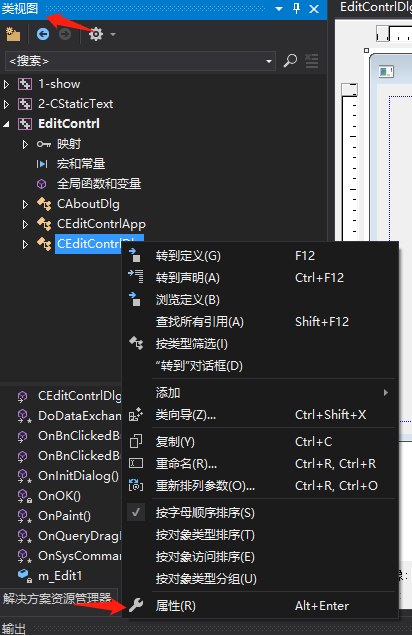 类视图
EditContrlDlg
<搜索>
1-show
2-CStaticText
EditContrl
映射
宏和常量
全局函数和变量
CAboutDlg
CEditContrlApp
CEditContrlDlg
转到定义(G) F12
转到声明(A) Ctrl+F12
浏览定义(B)
查找所有引用(A) Shift+F12
按类型筛选(I)
“转到”对话框(D)
添加
类向导(Z)... Ctrl+Shift+X
复制(Y) Ctrl+C
重命名(R)... Ctrl+R, Ctrl+R
重新排列参数(O)... Ctrl+R, Ctrl+O
按字母顺序排序(S)
按对象类型排序(T)
按对象访问排序(E)
按对象类型分组(U)
属性(R) Alt+Enter
CEditContrlDlg
DoDataExchan
OnBnClickedB
OnBnClickedB
OnInitDialog()
OnOK()
OnPaint()
OnQueryDragI
OnSysComman
m_Edit1
解决方案资源管理器
输出